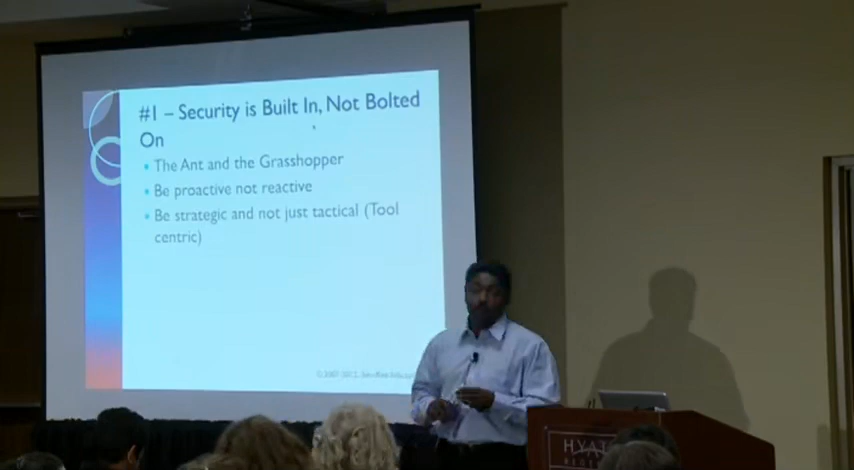 #1 – Security is Built In, Not Bolted
On
• The Ant and the Grasshopper
• Be proactive not reactive
• Be strategic and not just tactical (Tool
centric)